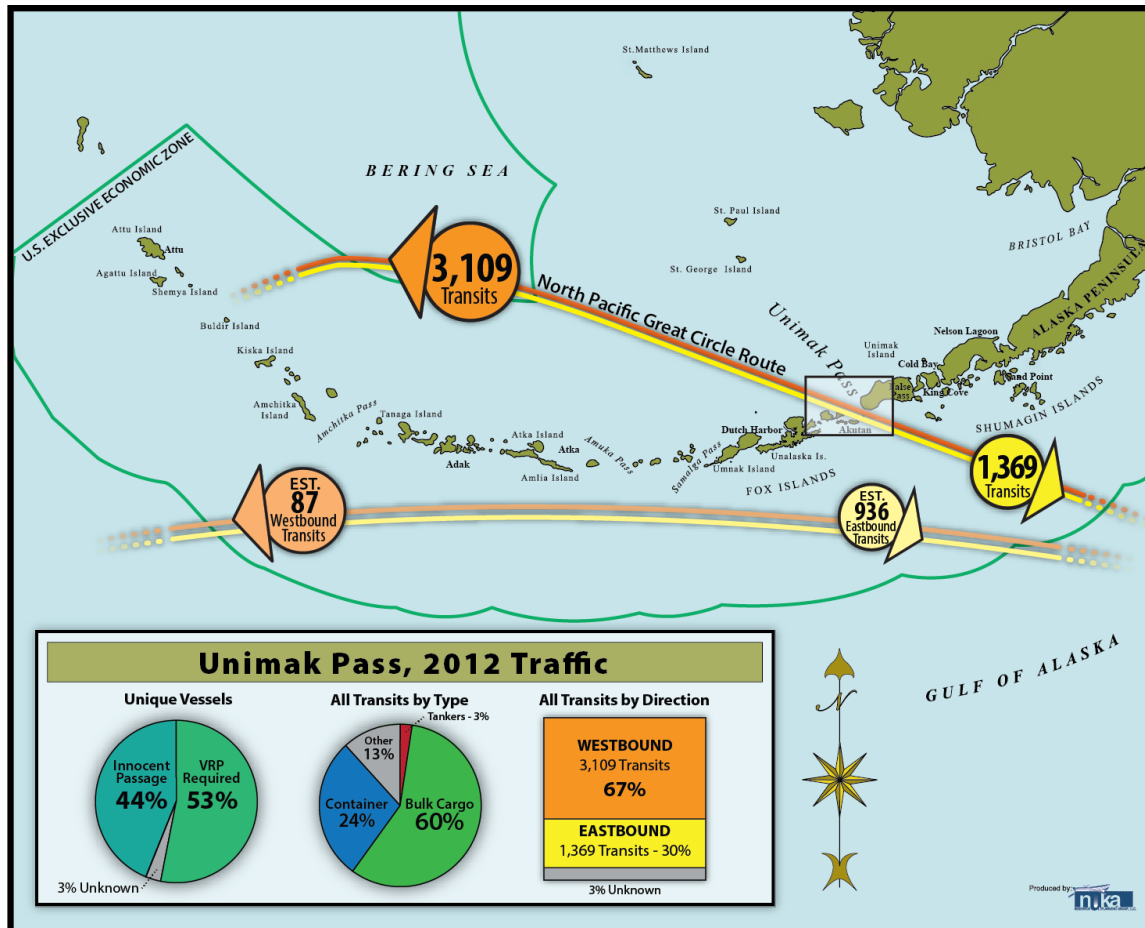 St.Matthews Island
U.S. EXCLUSIVE ECONOMIC ZONE
BERING SEA
St. Paul Island
BRISTOL BAY
Attu Island
Attu
3,109
Transits
St. George Island
Agattu Island
Shemya Island
North Pacific Great Circle Route
ALASKA PENINSULA
Buldir Island
Unimak Pass
Nelson Lagoon
Unimak
Island
Kiska Island
Cold Bay
False
Pass
King Cove
Sand Point
Amchitka
Island
Amchitka Pass
Tanaga Island
SHUMAGIN ISLANDS
Dutch Harbor
Akutan
Atka Island
Atka
Amuka Pass
Adak
Amlia Island
Samalga Pass
Unalaska Is.
Umnak Island
FOX ISLANDS
1,369
Transits
EST.
87
Westbound
Transits
EST.
936
Eastbound
Transits
GULF OF ALASKA
Unimak Pass, 2012 Traffic
Unique Vessels
Innocent
Passage
44%
VRP
Required
53%
3% Unknown
All Transits by Type
Tankers - 3%
Other
13%
Container
24%
Bulk Cargo
60%
All Transits by Direction
WESTBOUND
3,109 Transits
67%
EASTBOUND
1,369 Transits - 30%
3% Unknown
N
Produced by:
nuka